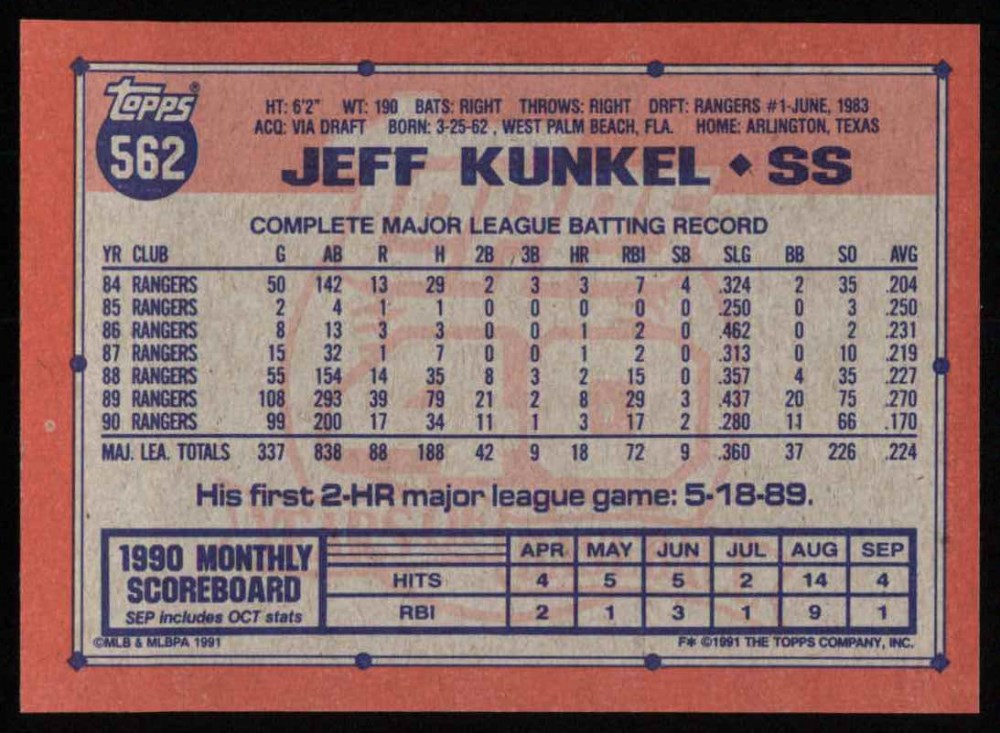 Topps®
562
HT: 6'2" WT: 190 BATS: RIGHT THROWS: RIGHT DRFT: RANGERS #1-JUNE, 1983
ACQ: VIA DRAFT BORN: 3-25-62 , WEST PALM BEACH, FLA. HOME: ARLINGTON, TEXAS
JEFF KUNKEL ◆ SS
COMPLETE MAJOR LEAGUE BATTING RECORD
YR CLUB G AB R H 2B 3B HR RBI SB SLG BB SO AVG
84 RANGERS 50 142 13 29 2 3 3 7 4 .324 2 35 .204
85 RANGERS 2 4 1 1 0 0 0 0 0 .250 0 3 .250
86 RANGERS 8 13 3 3 0 0 1 2 0 .462 0 2 .231
87 RANGERS 15 32 1 7 0 0 1 2 0 .313 0 10 .219
88 RANGERS 55 154 14 35 8 3 2 15 0 .357 4 35 .227
89 RANGERS 108 293 39 79 21 2 8 29 3 .437 20 75 .270
90 RANGERS 99 200 17 34 11 1 3 17 2 .280 11 66 .170
MAJ. LEA. TOTALS 337 838 88 188 42 9 18 72 9 .360 37 226 .224
His first 2-HR major league game: 5-18-89.
1990 MONTHLY
SCOREBOARD
SEP includes OCT stats
APR MAY JUN JUL AUG SEP
HITS 4 5 5 2 14 4
RBI 2 1 3 1 9 1
©MLB & MLBPA 1991
F* ©1991 THE TOPPS COMPANY, INC.